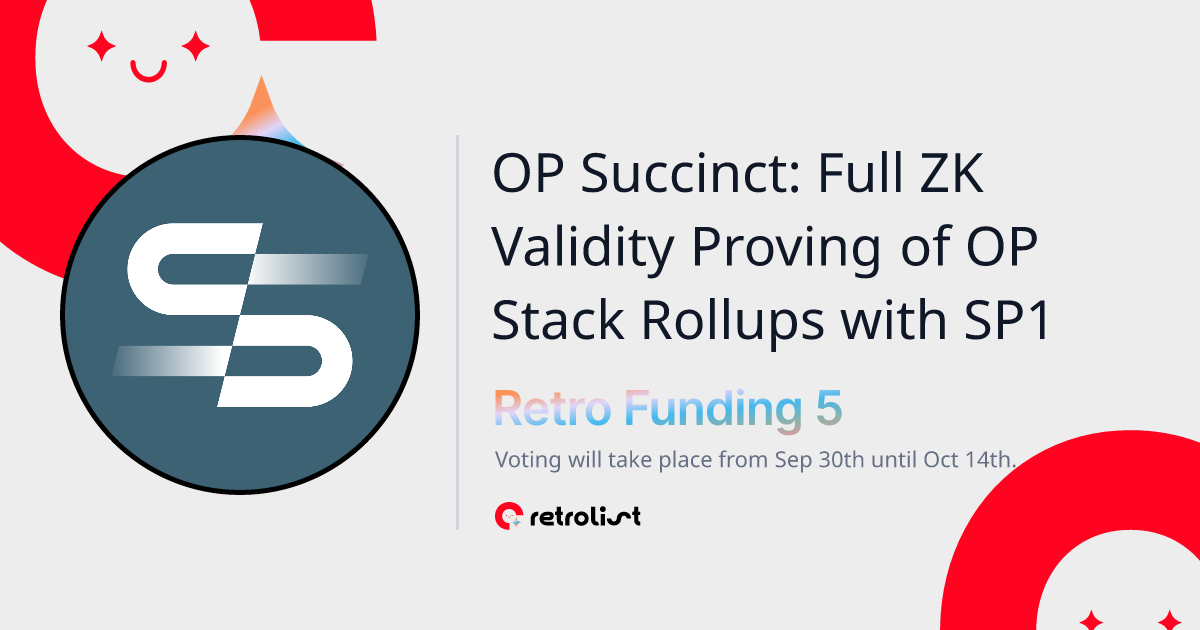 OP Succinct: Full ZK
Validity Proving of OP
Stack Rollups with SP1
Retro Funding 5
Voting will take place from Sep 30th until Oct 14th.
retrolist